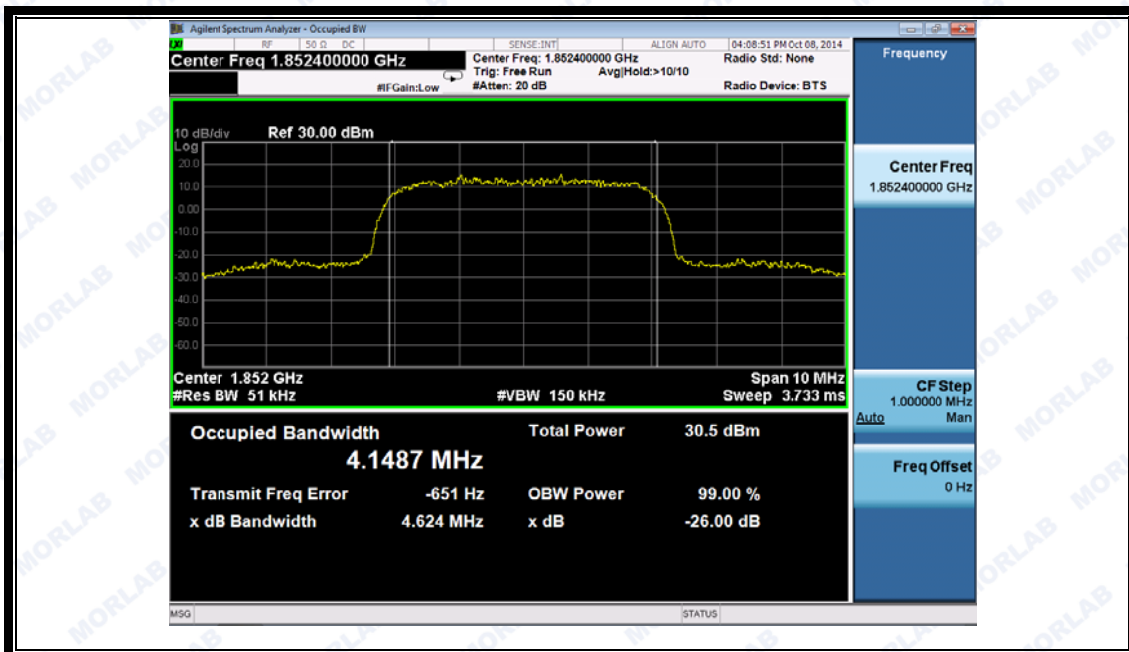 Agilent Spectrum Analyzer - Occupied BW
RF 50 Ω DC SENSE:INT ALIGN AUTO 04:08:51 PM Oct 08, 2014
Center Freq 1.852400000 GHz
Center Freq: 1.852400000 GHz
Radio Std: None
Trig: Free Run Avg|Hold:>10/10
#IFGain:Low #Atten: 20 dB Radio Device: BTS
10 dB/div Ref 30.00 dBm
Log
20.0
10.0
0.00
-10.0
-20.0
-30.0
-40.0
-50.0
-60.0
Center 1.852 GHz Span 10 MHz
#Res BW 51 kHz #VBW 150 kHz Sweep 3.733 ms
Occupied Bandwidth Total Power 30.5 dBm
4.1487 MHz
Transmit Freq Error -651 Hz OBW Power 99.00 %
x dB Bandwidth 4.624 MHz x dB -26.00 dB
MSG STATUS
Frequency
Center Freq
1.852400000 GHz
CF Step
1.000000 MHz
Auto Man
Freq Offset
0 Hz
MORLAB